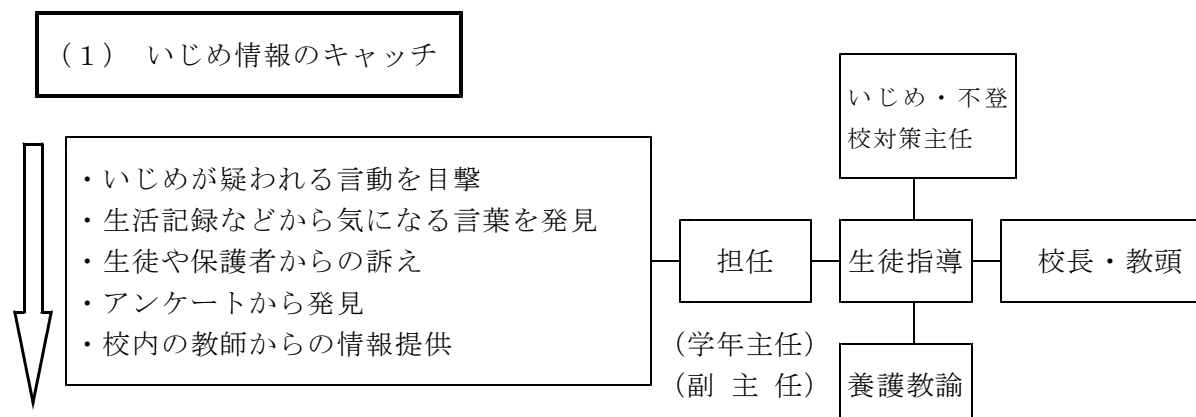 （１） いじめ情報のキャッチ
いじめ・不登
校対策主任
・いじめが疑われる言動を目撃
・生活記録などから気になる言葉を発見
・生徒や保護者からの訴え
・アンケートから発見
・校内の教師からの情報提供
担任
生徒指導
校長・教頭
（学年主任）
（副 主 任）
養護教諭